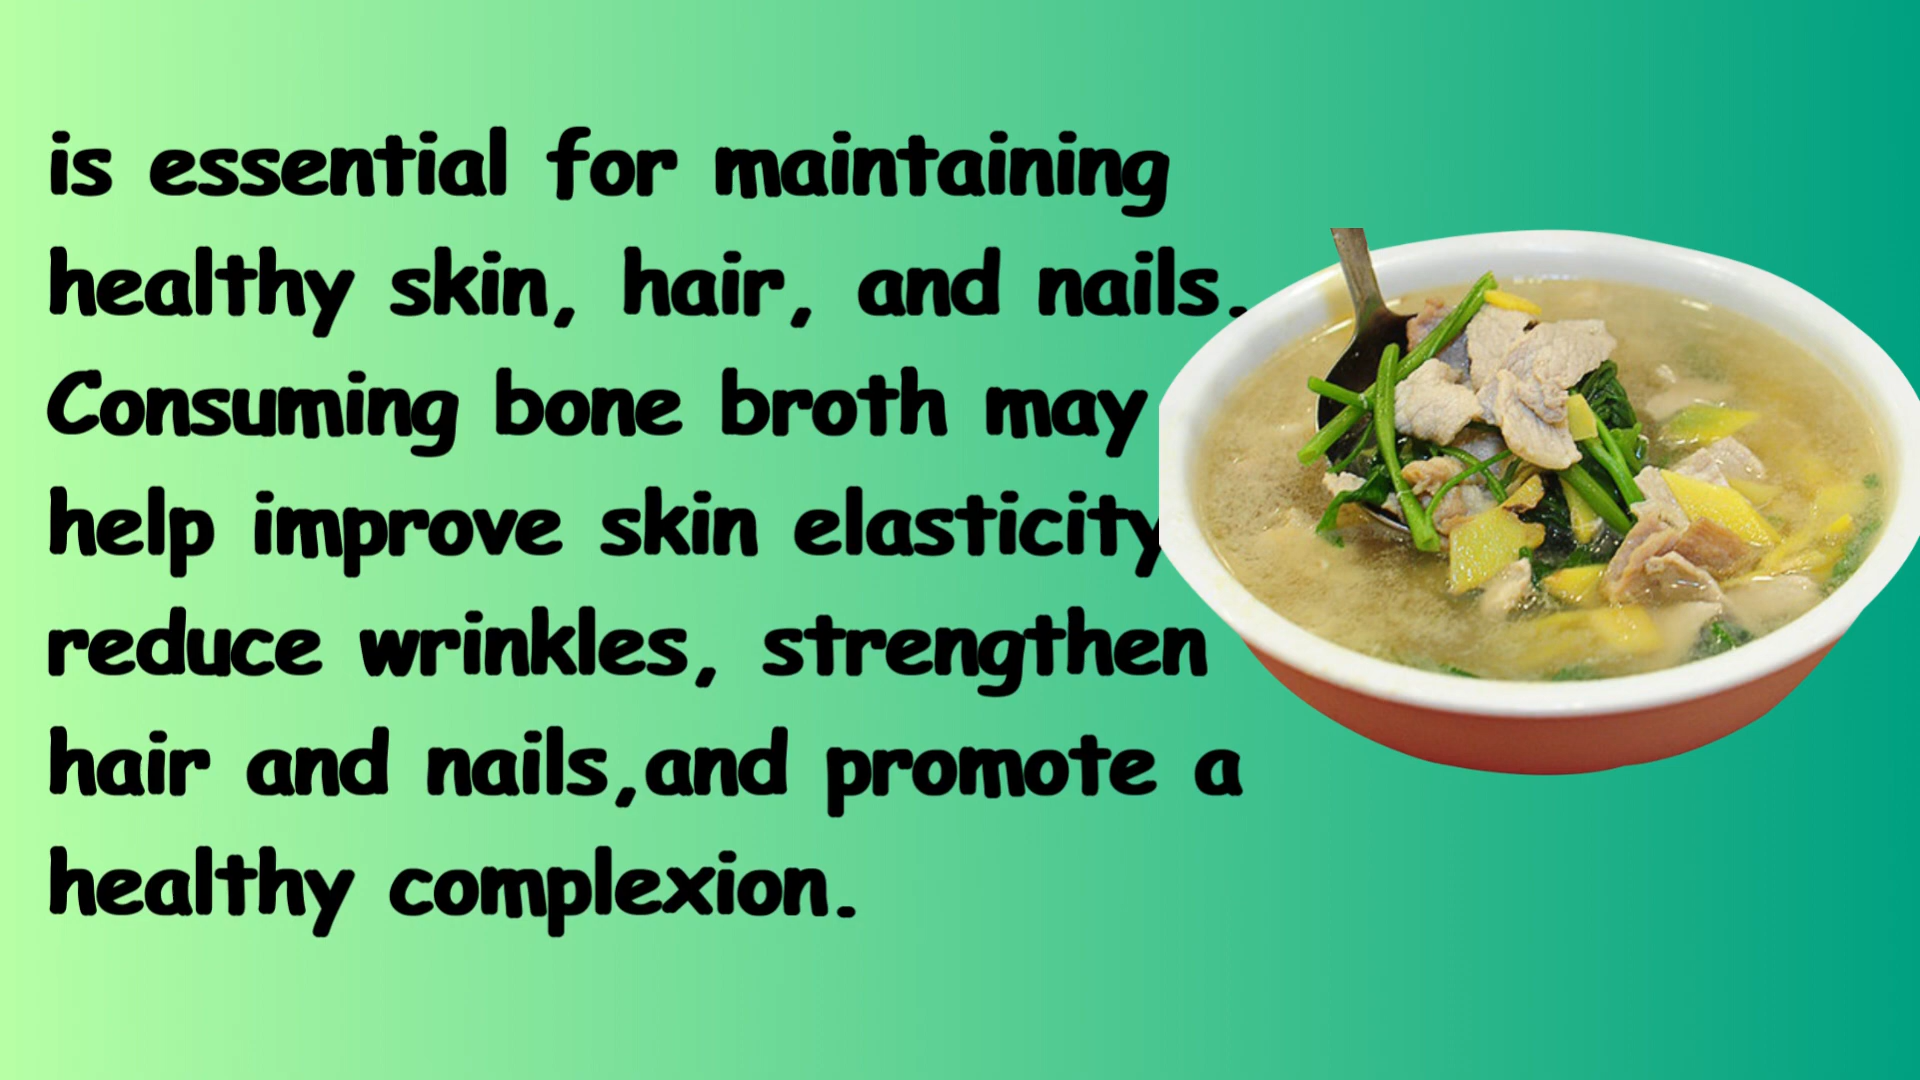 is essential for maintaining
healthy skin, hair, and nails.
Consuming bone broth may
help improve skin elasticity
reduce wrinkles, strengthen
hair and nails,and promote a
healthy complexion.